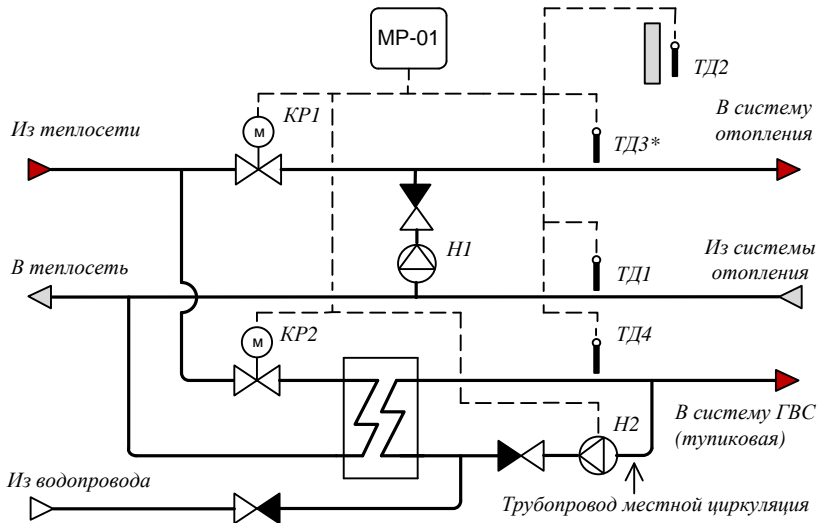 МР-01
ТД2
Из теплосети
КР1
ТД3*
В систему
отопления
м
В теплосеть
Н1
ТД1
Из системы
отопления
КР2
ТД4
м
Н2
В систему ГВС
(тупиковая)
Из водопровода
Трубопровод местной циркуляция